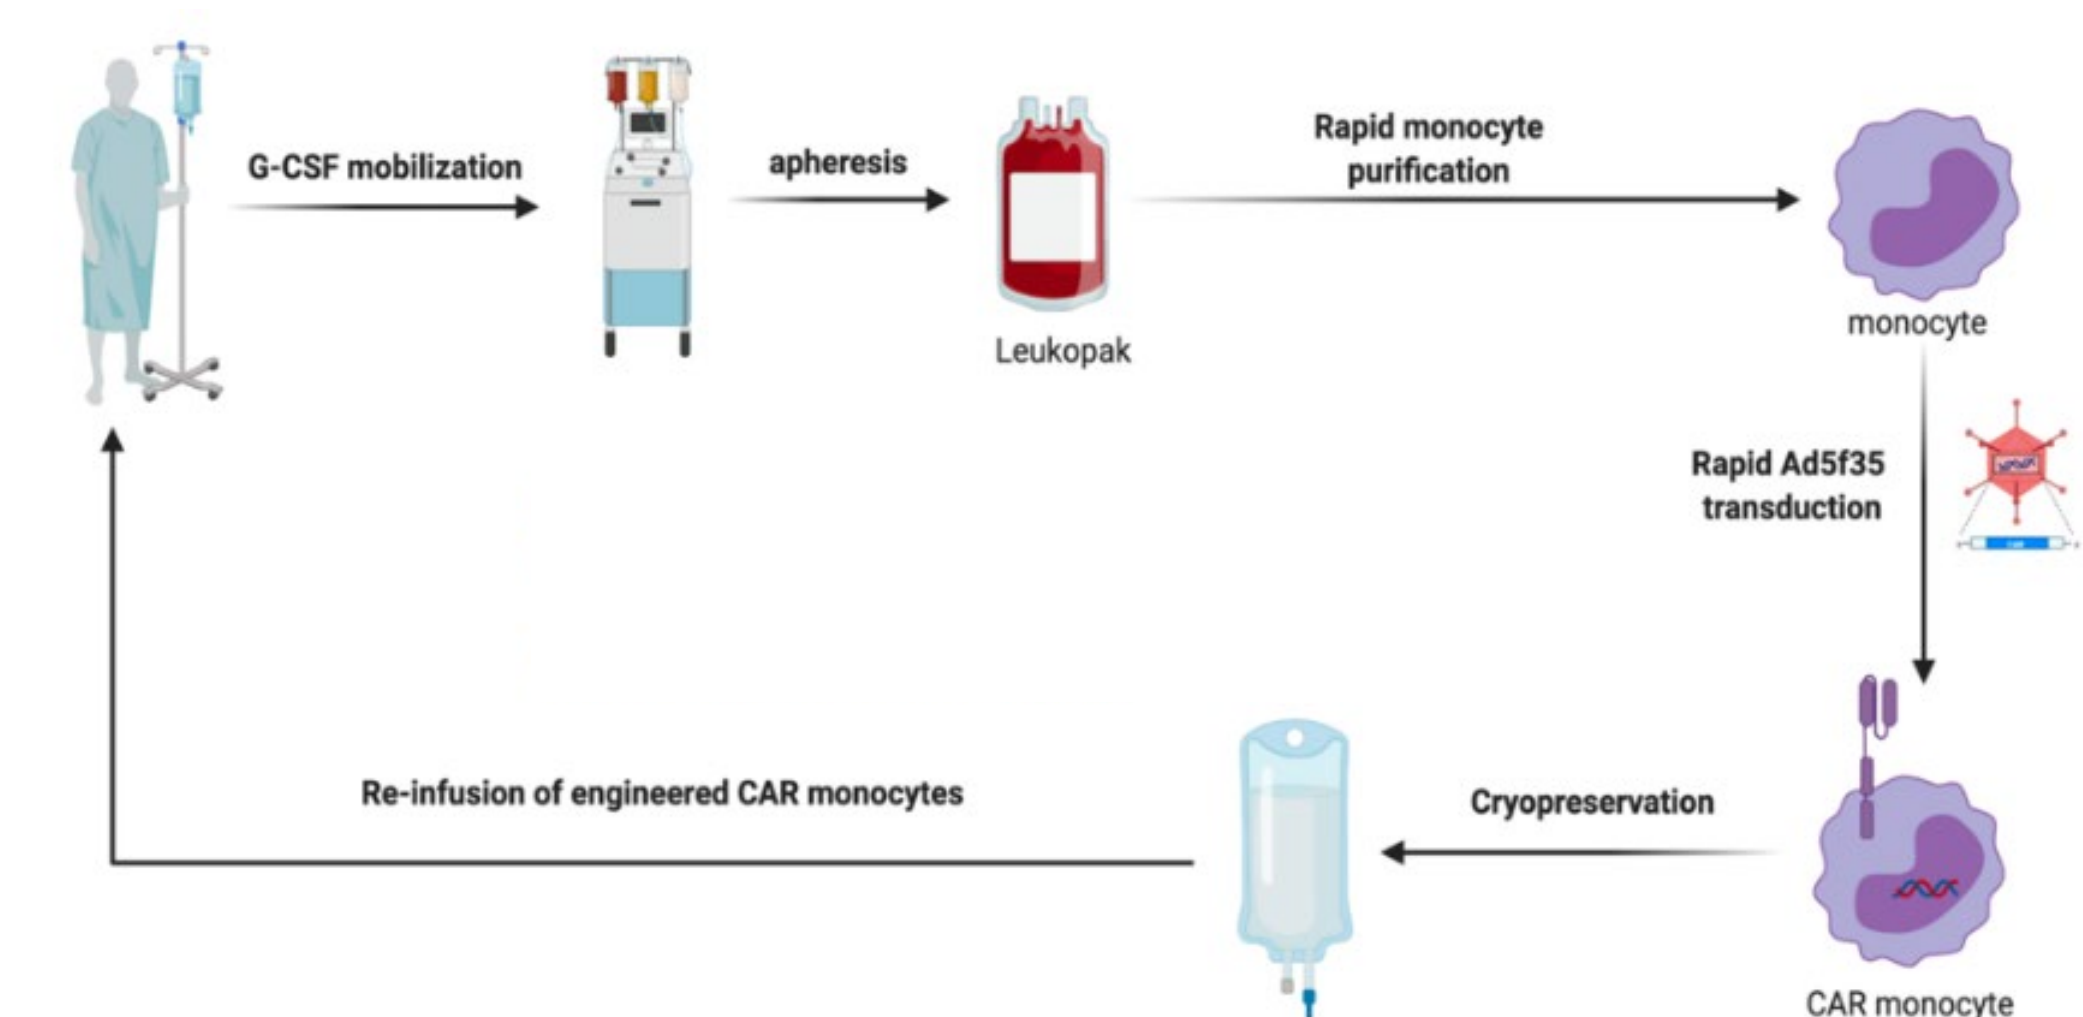 G-CSF mobilization
apheresis
Rapid monocyte
purification
Leukopak
monocyte
Rapid Ad5f35
transduction
Re-infusion of engineered CAR monocytes
Cryopreservation
CAR monocyte